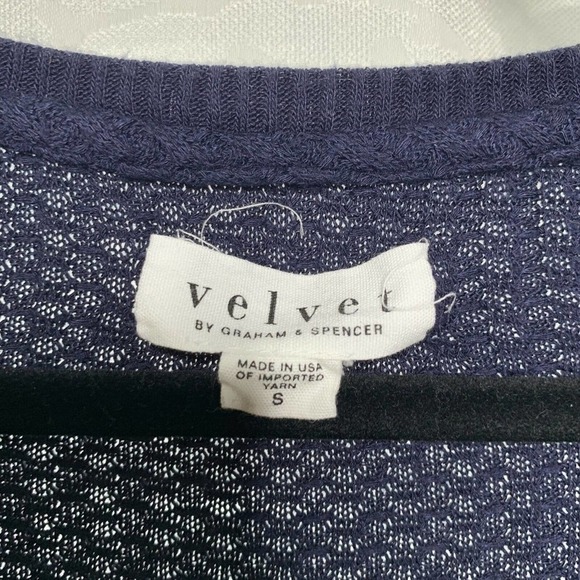 velvet
BY GRAHAM & SPENCER
MADE IN USA
OF IMPORTED
YARN
S